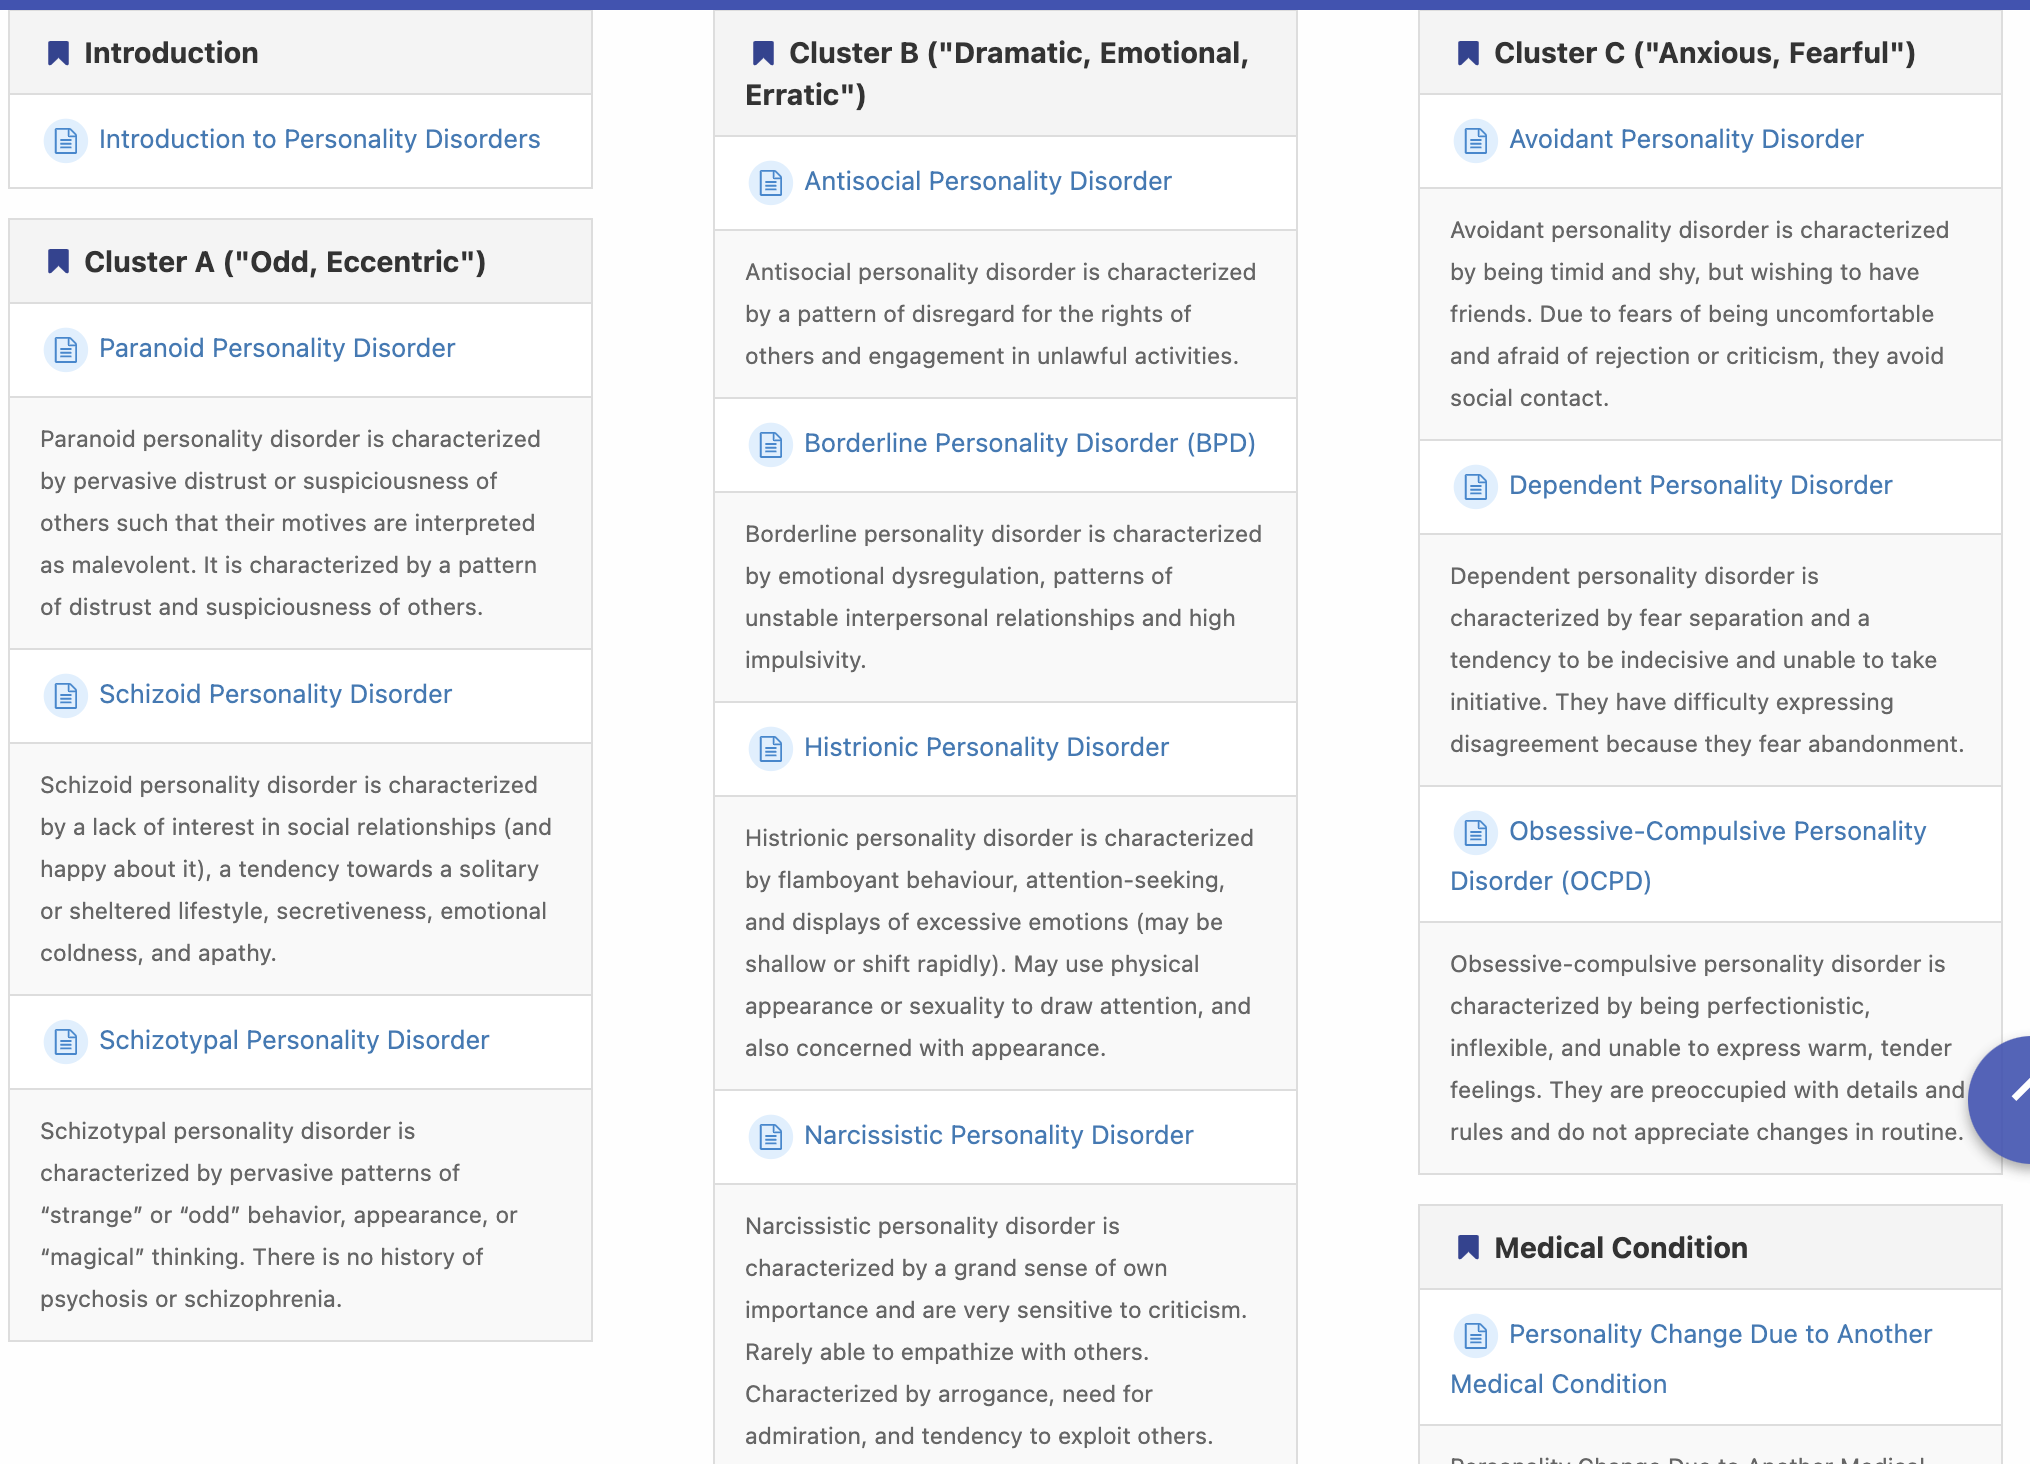 Introduction
Introduction to Personality Disorders
Cluster A ("Odd, Eccentric")
Paranoid Personality Disorder
Paranoid personality disorder is characterized
by pervasive distrust or suspiciousness of
others such that their motives are interpreted
as malevolent. It is characterized by a pattern
of distrust and suspiciousness of others.
Schizoid Personality Disorder
Schizoid personality disorder is characterized
by a lack of interest in social relationships (and
happy about it), a tendency towards a solitary
or sheltered lifestyle, secretiveness, emotional
coldness, and apathy.
Schizotypal Personality Disorder
Schizotypal personality disorder is
characterized by pervasive patterns of
“strange” or “odd” behavior, appearance, or
“magical” thinking. There is no history of
psychosis or schizophrenia.
Cluster B ("Dramatic, Emotional,
Erratic")
Antisocial Personality Disorder
Antisocial personality disorder is characterized
by a pattern of disregard for the rights of
others and engagement in unlawful activities.
Borderline Personality Disorder (BPD)
Borderline personality disorder is characterized
by emotional dysregulation, patterns of
unstable interpersonal relationships and high
impulsivity.
Histrionic Personality Disorder
Histrionic personality disorder is characterized
by flamboyant behaviour, attention-seeking,
and displays of excessive emotions (may be
shallow or shift rapidly). May use physical
appearance or sexuality to draw attention, and
also concerned with appearance.
Narcissistic Personality Disorder
Narcissistic personality disorder is
characterized by a grand sense of own
importance and are very sensitive to criticism.
Rarely able to empathize with others.
Characterized by arrogance, need for
admiration, and tendency to exploit others.
Cluster C ("Anxious, Fearful")
Avoidant Personality Disorder
Avoidant personality disorder is characterized
by being timid and shy, but wishing to have
friends. Due to fears of being uncomfortable
and afraid of rejection or criticism, they avoid
social contact.
Dependent Personality Disorder
Dependent personality disorder is
characterized by fear separation and a
tendency to be indecisive and unable to take
initiative. They have difficulty expressing
disagreement because they fear abandonment.
Obsessive-Compulsive Personality
Disorder (OCPD)
Obsessive-compulsive personality disorder is
characterized by being perfectionistic,
inflexible, and unable to express warm, tender
feelings. They are preoccupied with details and
rules and do not appreciate changes in routine.
Medical Condition
Personality Change Due to Another
Medical Condition
Personality Change Due to Another Medical